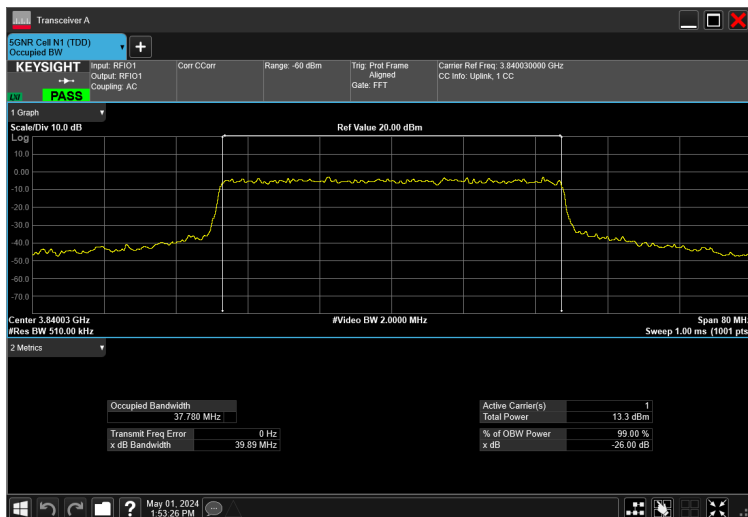 Transceiver A
5GNR Cell N1 (TDD)
Occupied BW
KEYSIGHT
LXI
PASS
Input: RFIO1
Output: RFIO1
Coupling: AC
Corr CCorr
Range: -60 dBm
Trig: Prot Frame
Aligned
Gate: FFT
Carrier Ref Freq: 3.840030000 GHz
CC Info: Uplink, 1 CC
1 Graph
Scale/Div 10.0 dB
Ref Value 20.00 dBm
Log
10.0
0.00
-10.0
-20.0
-30.0
-40.0
-50.0
-60.0
-70.0
Center 3.84003 GHz
#Video BW 2.0000 MHz
Span 80 MH
#Res BW 510.00 kHz
Sweep 1.00 ms (1001 pts
2 Metrics
Occupied Bandwidth
37.780 MHz
Transmit Freq Error 0 Hz
x dB Bandwidth 39.89 MHz
Active Carrier(s) 1
Total Power 13.3 dBm
% of OBW Power 99.00 %
x dB -26.00 dB
?
May 01, 2024
1:53:26 PM